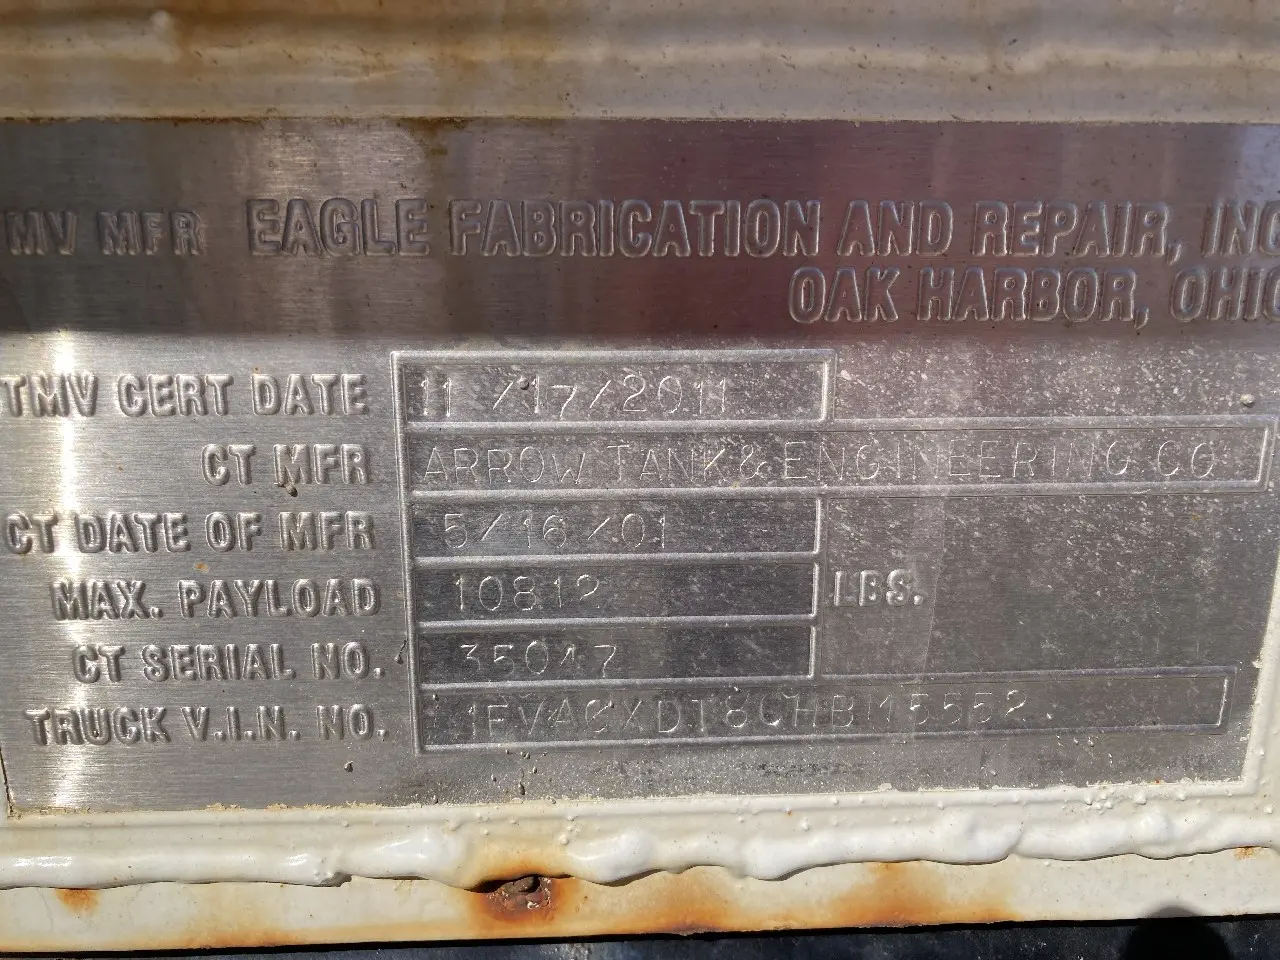 MV MFR EAGLE FABRICATION AND REPAIR, INC
OAK HARBOR, OHIO
TMV CERT DATE 11/17/2011
CT MFR ARROW TANK & ENGINEERING CO
CT DATE OF MFR 5/16/01
MAX. PAYLOAD 10812 LBS.
CT SERIAL NO. 35047
TRUCK V.I.N. NO.